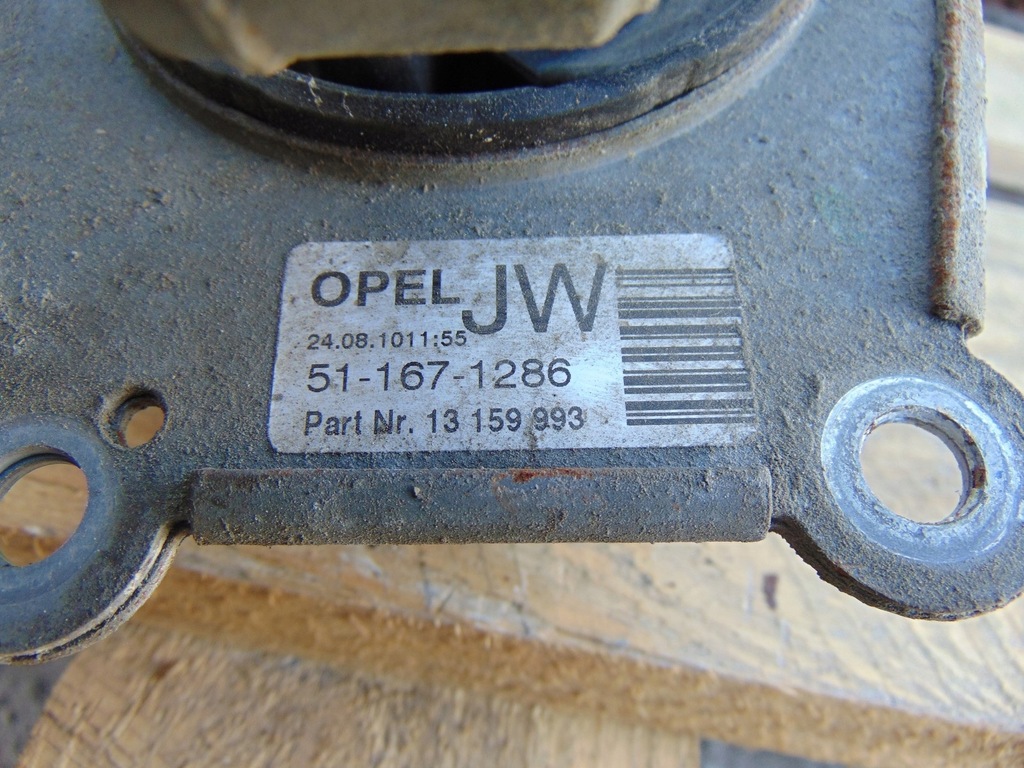 OPEL JW
24.08.1011:55
51-167-1286
Part Nr. 13 159 993